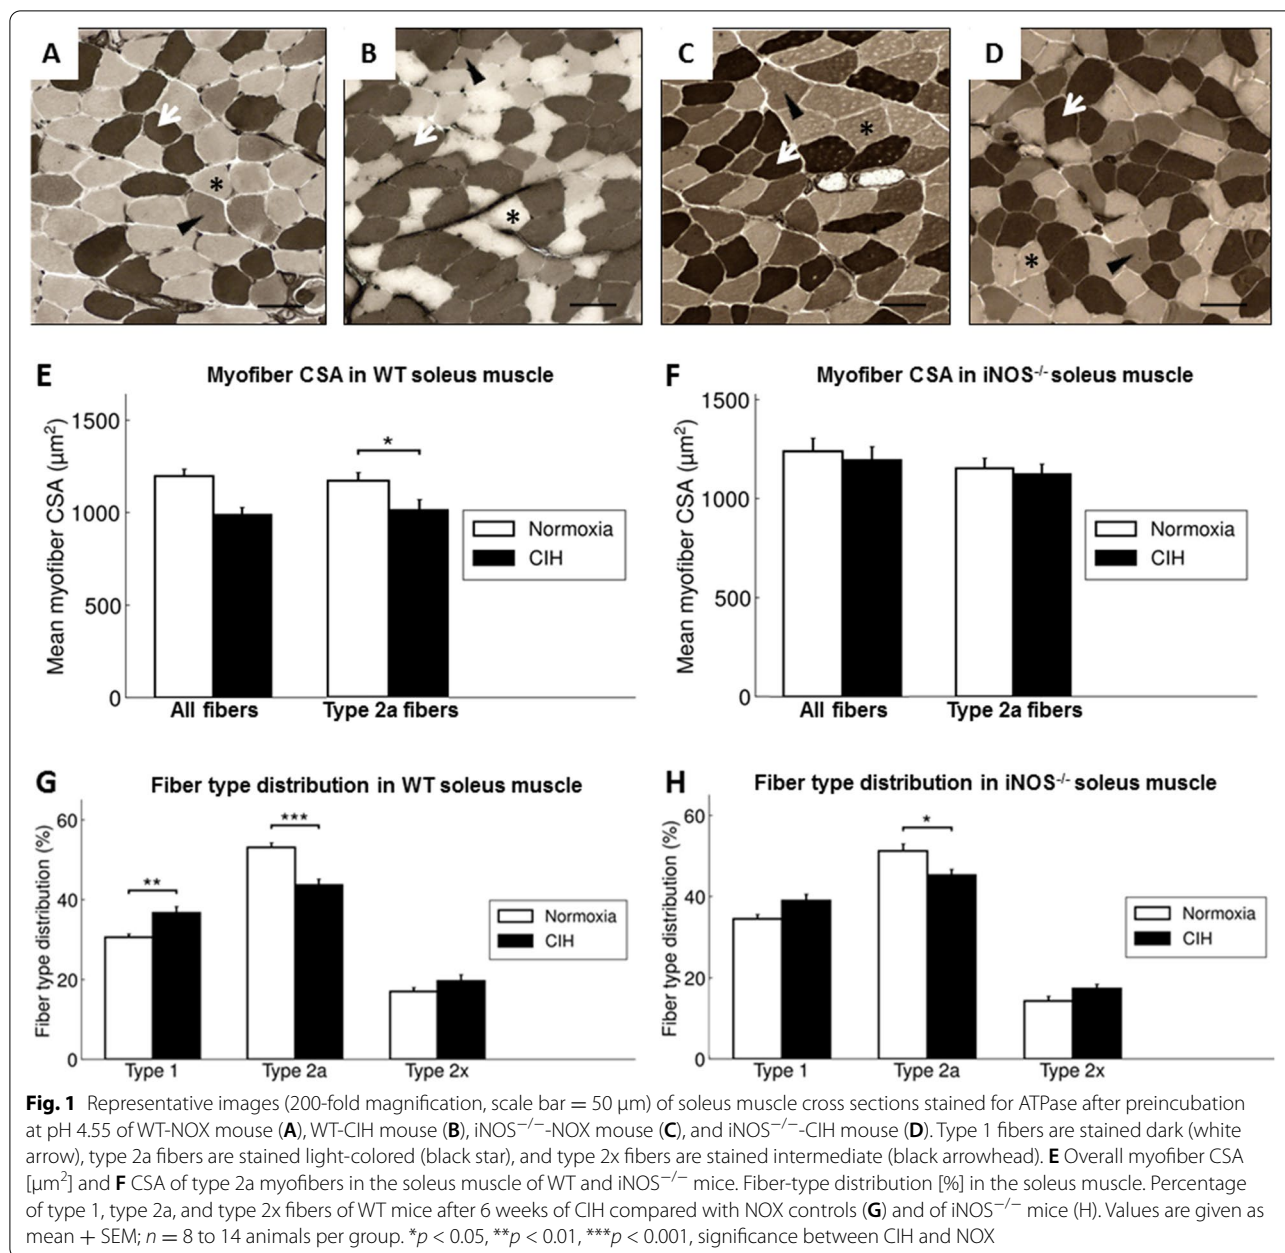 A
B
C
D
*
*
*
*
E
Myofiber CSA in WT soleus muscle
Mean myofiber CSA (µm²)
1500
1000
500
0
*
Normoxia
CIH
All fibers
Type 2a fibers
F
Myofiber CSA in iNOS⁻/⁻ soleus muscle
Mean myofiber CSA (µm²)
1500
1000
500
0
Normoxia
CIH
All fibers
Type 2a fibers
G
Fiber type distribution in WT soleus muscle
Fiber type distribution (%)
60
40
20
0
**
***
Normoxia
CIH
Type 1
Type 2a
Type 2x
H
Fiber type distribution in iNOS⁻/⁻ soleus muscle
Fiber type distribution (%)
60
40
20
0
*
Normoxia
CIH
Type 1
Type 2a
Type 2x
Fig. 1 Representative images (200-fold magnification, scale bar = 50 µm) of soleus muscle cross sections stained for ATPase after preincubation
at pH 4.55 of WT-NOX mouse (A), WT-CIH mouse (B), iNOS⁻/⁻-NOX mouse (C), and iNOS⁻/⁻-CIH mouse (D). Type 1 fibers are stained dark (white
arrow), type 2a fibers are stained light-colored (black star), and type 2x fibers are stained intermediate (black arrowhead). E Overall myofiber CSA
[µm²] and F CSA of type 2a myofibers in the soleus muscle of WT and iNOS⁻/⁻ mice. Fiber-type distribution [%] in the soleus muscle. Percentage
of type 1, type 2a, and type 2x fibers of WT mice after 6 weeks of CIH compared with NOX controls (G) and of iNOS⁻/⁻ mice (H). Values are given as
mean + SEM; n = 8 to 14 animals per group. *p < 0.05, **p < 0.01, ***p < 0.001, significance between CIH and NOX